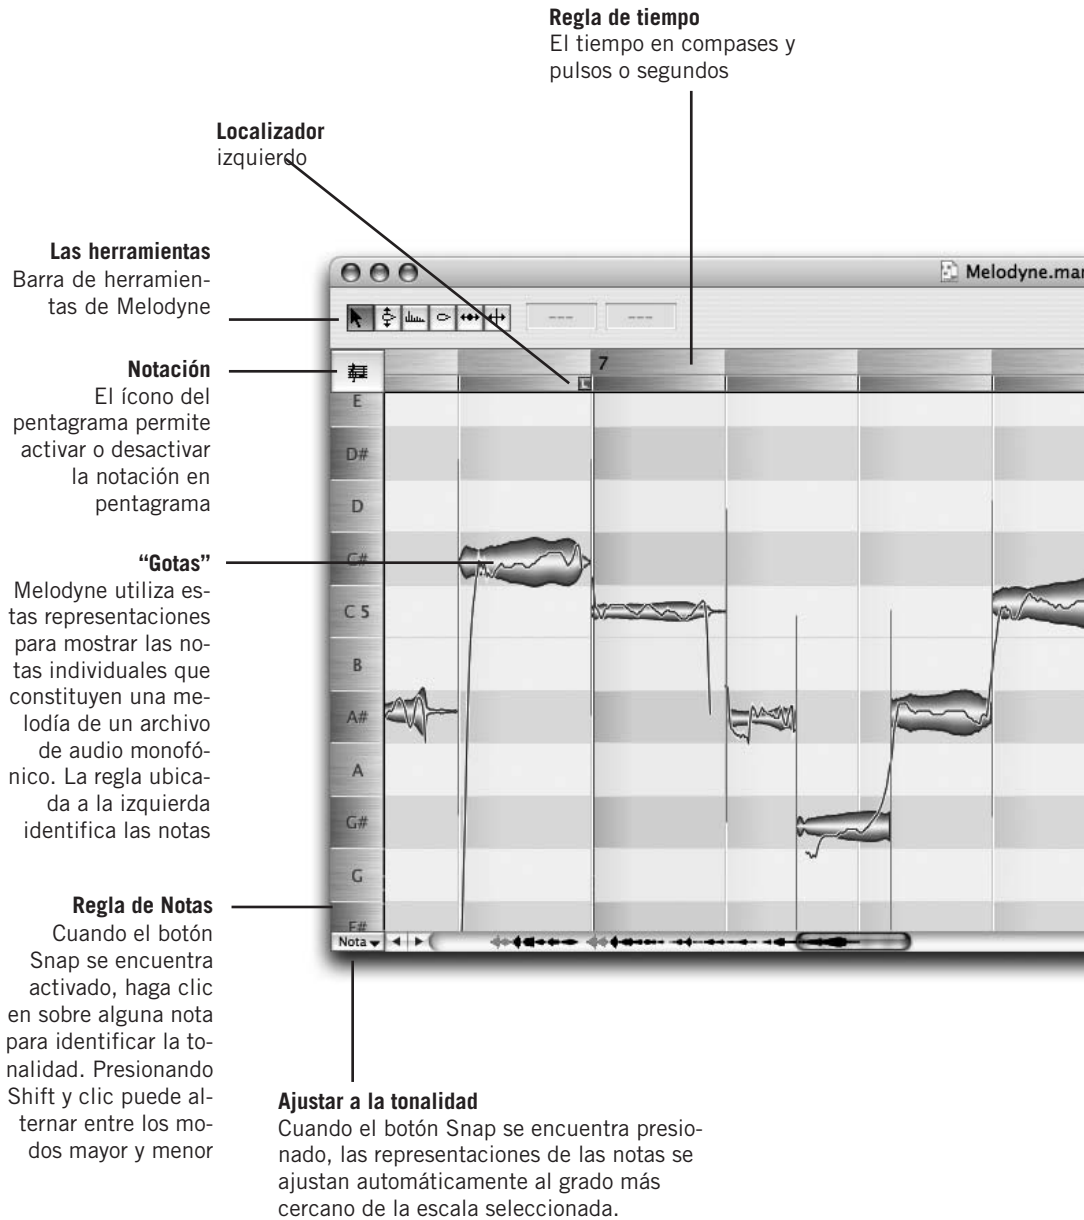 Regla de tiempo
El tiempo en compases y
pulsos o segundos
Localizador
izquierdo
Las herramientas
Barra de herramien-
tas de Melodyne
Notación
El ícono del
pentagrama permite
activar o desactivar
la notación en
pentagrama
“Gotas”
Melodyne utiliza es-
tas representaciones
para mostrar las no-
tas individuales que
constituyen una me-
lodía de un archivo
de audio monofó-
nico. La regla ubica-
da a la izquierda
identifica las notas
Regla de Notas
Cuando el botón
Snap se encuentra
activado, haga clic
en sobre alguna nota
para identificar la to-
nalidad. Presionando
Shift y clic puede al-
ternar entre los mo-
dos mayor y menor
Melodyne.mar
--- ---
7
L
E
D#
D
C#
C 5
B
A#
A
G#
G
F#
Nota
Ajustar a la tonalidad
Cuando el botón Snap se encuentra presio-
nado, las representaciones de las notas se
ajustan automáticamente al grado más
cercano de la escala seleccionada.